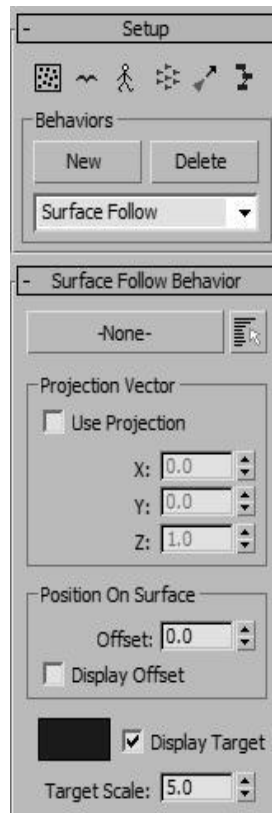 - Setup
Behaviors
New Delete
Surface Follow
- Surface Follow Behavior
-None-
Projection Vector
Use Projection
X: 0.0
Y: 0.0
Z: 1.0
Position On Surface
Offset: 0.0
Display Offset
Display Target
Target Scale: 5.0